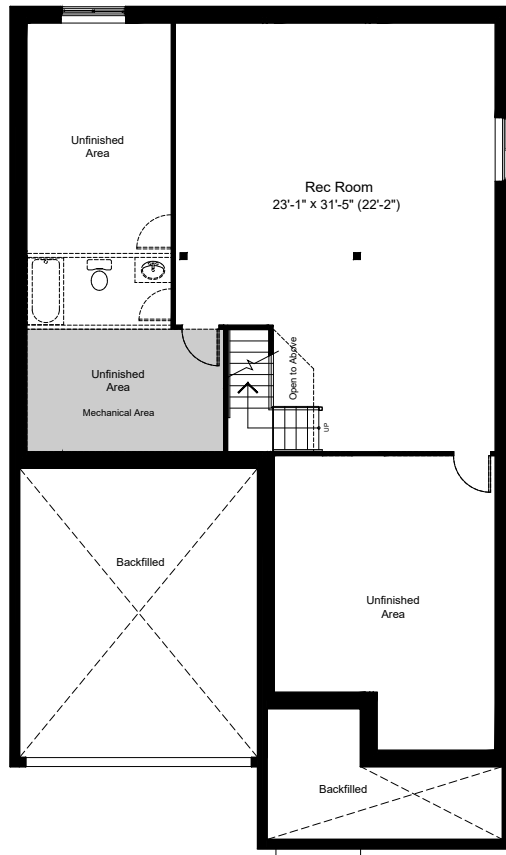 Unfinished
Area
Rec Room
23'-1" x 31'-5" (22'-2")
Unfinished
Area
Mechanical Area
Open to Above
UP
Backfilled
Unfinished
Area
Backfilled